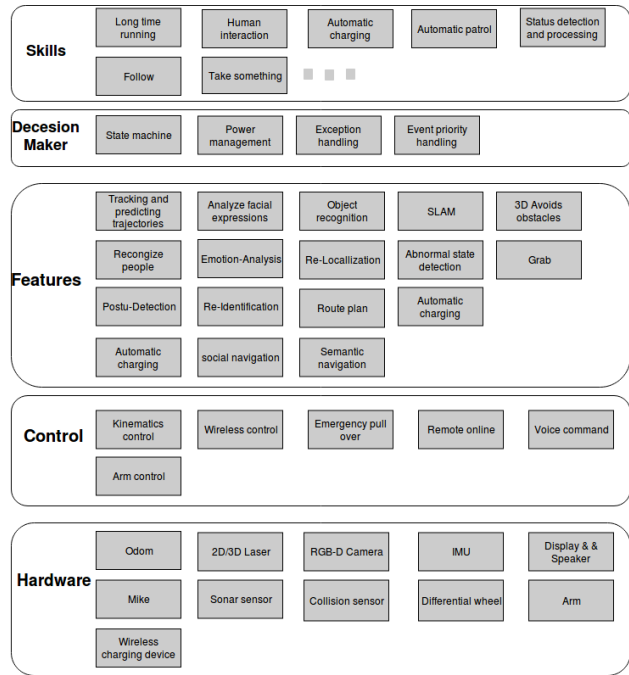 Skills
Long time
running
Human
interaction
Automatic
charging
Automatic patrol
Status detection
and processing
Follow
Take something
Decesion
Maker
State machine
Power
management
Exception
handling
Event priority
handling
Features
Tracking and
predicting
trajectories
Analyze facial
expressions
Object
recognition
SLAM
3D Avoids
obstacles
Recongize
people
Emotion-Analysis
Re-Locallization
Abnormal state
detection
Grab
Postu-Detection
Re-Identification
Route plan
Automatic
charging
Automatic
charging
social navigation
Semantic
navigation
Control
Kinematics
control
Wireless control
Emergency pull
over
Remote online
Voice command
Arm control
Hardware
Odom
2D/3D Laser
RGB-D Camera
IMU
Display & &
Speaker
Mike
Sonar sensor
Collision sensor
Differential wheel
Arm
Wireless
charging device